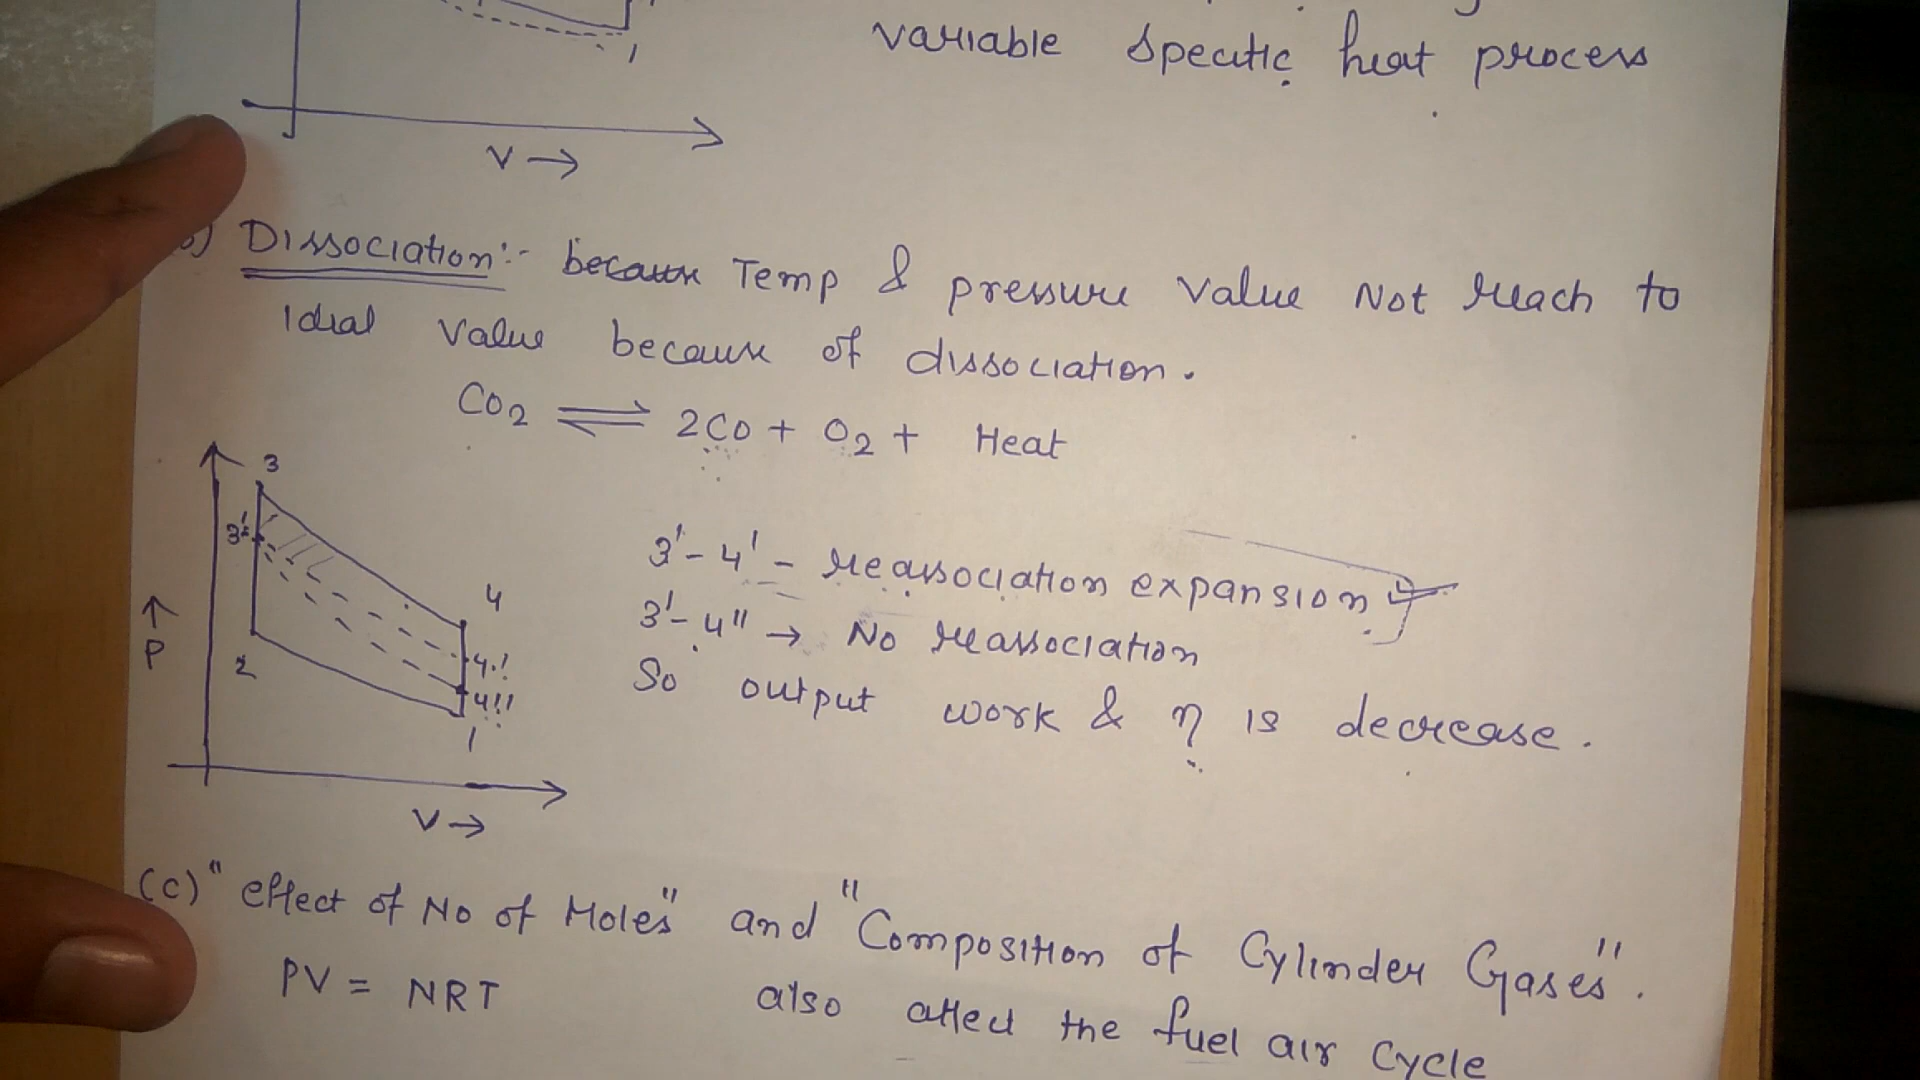 1
variable specific heat process
V →
b) Dissociation :- because Temp & pressure value Not reach to
Ideal value because of dissociation.
CO2 ⇌ 2CO + O2 + Heat
3
3'
4
4'
4''
2
1
↑
P
V →
3'-4' - reassociation expansion
3'-4'' → No reassociation
So output work & η is decrease.
(c) "effect of No of Moles" and "Composition of Cylinder Gases".
PV = NRT also affect the fuel air cycle